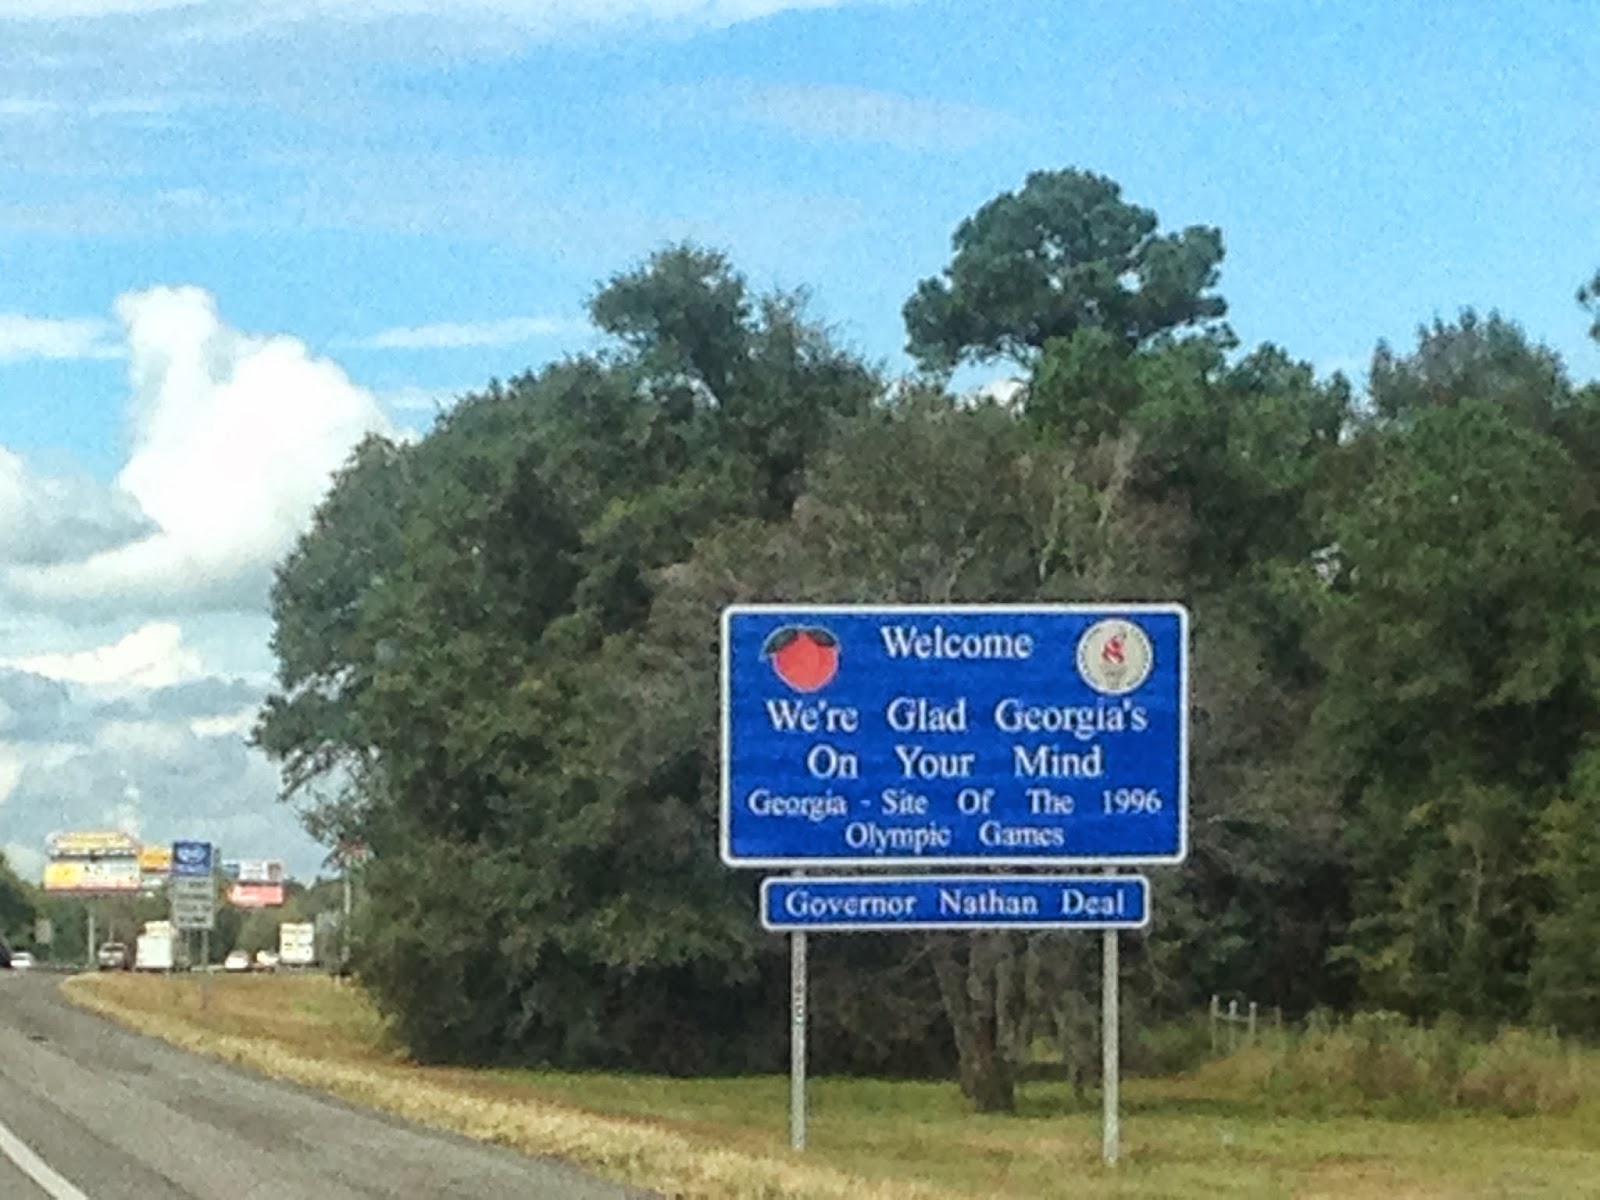 Welcome
We're Glad Georgia's
On Your Mind
Georgia - Site Of The 1996
Olympic Games
Governor Nathan Deal